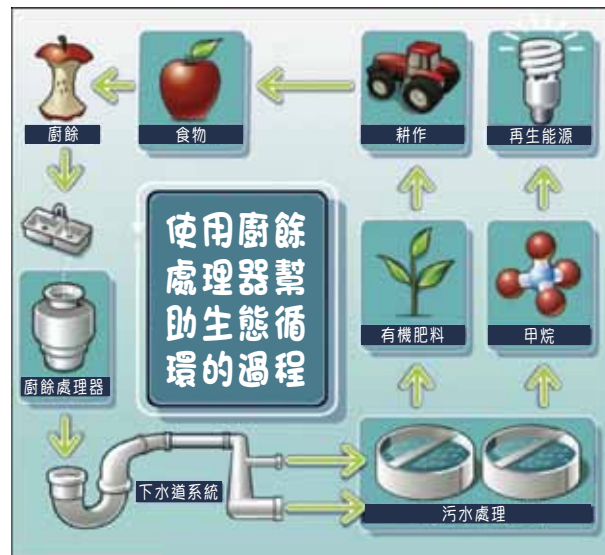 廚餘
食物
耕作
再生能源
使用廚餘
處理器幫
助生態循
環的過程
有機肥料
甲烷
廚餘處理器
下水道系統
污水處理